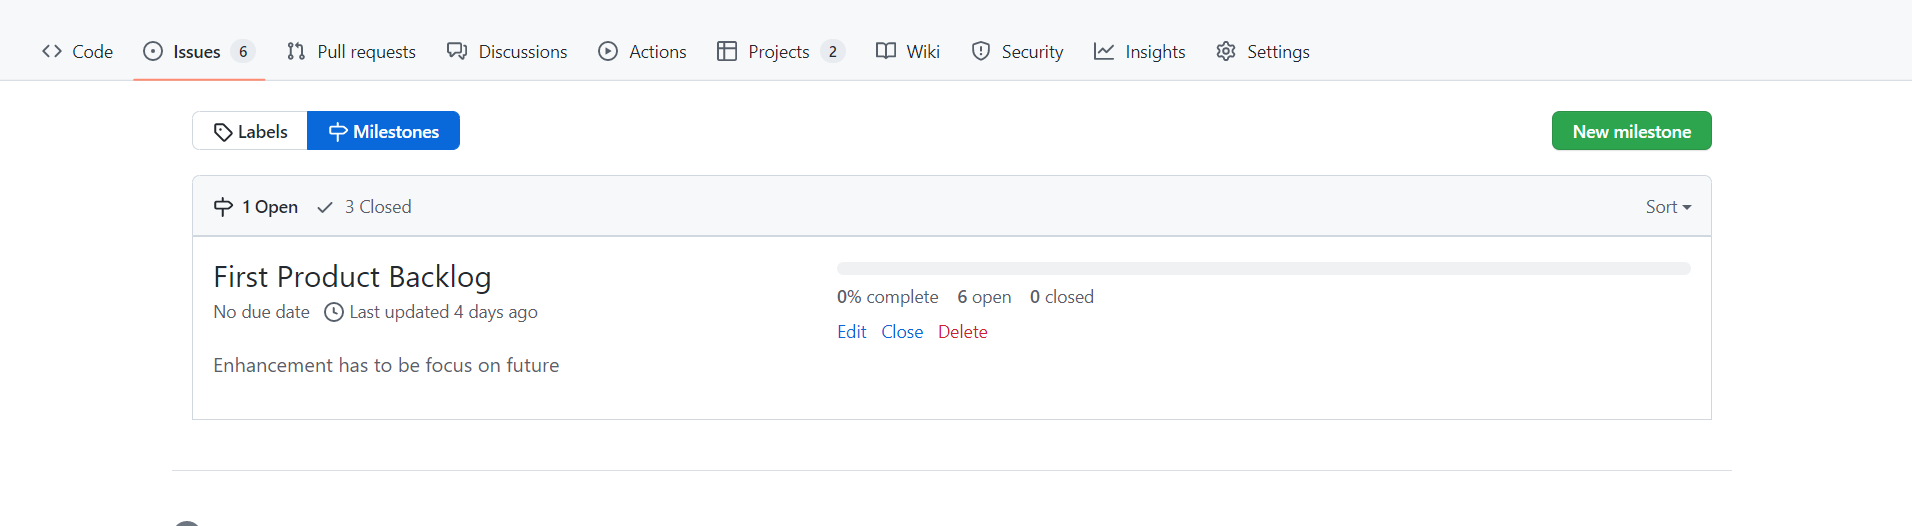 Code Issues 6 Pull requests Discussions Actions Projects 2 Wiki Security Insights Settings
Labels Milestones New milestone
1 Open 3 Closed Sort
First Product Backlog
No due date Last updated 4 days ago
0% complete 6 open 0 closed
Edit Close Delete
Enhancement has to be focus on future